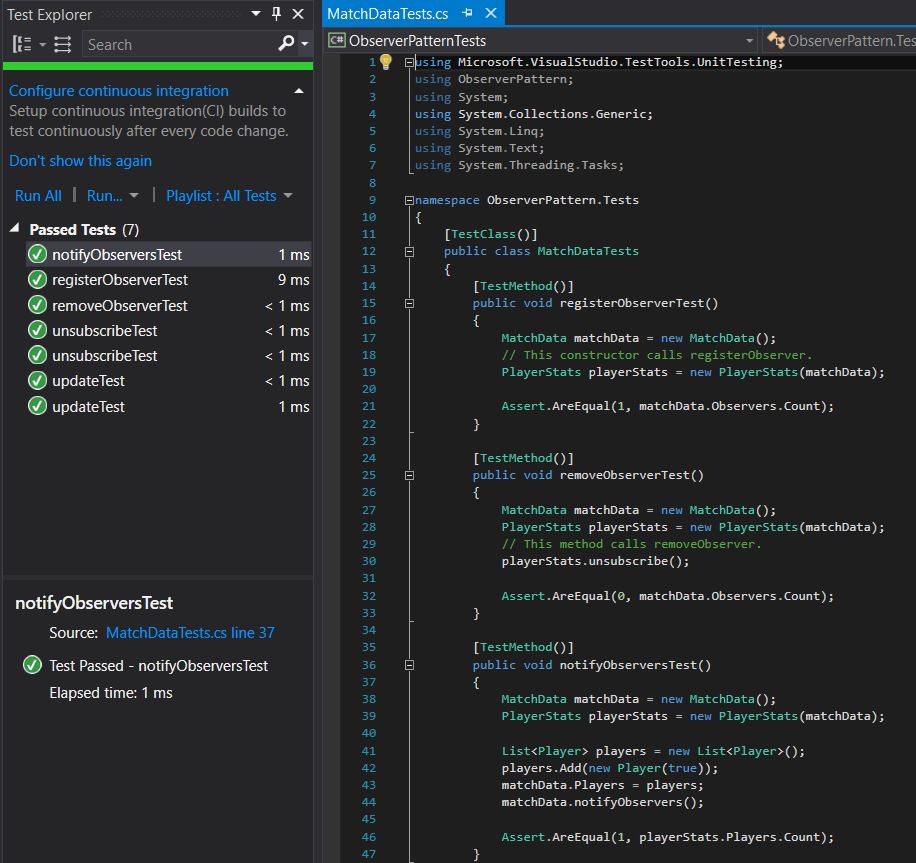 Test Explorer
Search
Configure continuous integration
Setup continuous integration(CI) builds to
test continuously after every code change.
Don't show this again
Run All | Run... | Playlist : All Tests
Passed Tests (7)
notifyObserversTest 1 ms
registerObserverTest 9 ms
removeObserverTest < 1 ms
unsubscribeTest < 1 ms
unsubscribeTest < 1 ms
updateTest < 1 ms
updateTest 1 ms
notifyObserversTest
Source: MatchDataTests.cs line 37
Test Passed - notifyObserversTest
Elapsed time: 1 ms
MatchDataTests.cs
C# ObserverPatternTests
ObserverPattern.Tes
1 using Microsoft.VisualStudio.TestTools.UnitTesting;
2 using ObserverPattern;
3 using System;
4 using System.Collections.Generic;
5 using System.Linq;
6 using System.Text;
7 using System.Threading.Tasks;
8
9 namespace ObserverPattern.Tests
10 {
11 [TestClass()]
12 public class MatchDataTests
13 {
14 [TestMethod()]
15 public void registerObserverTest()
16 {
17 MatchData matchData = new MatchData();
18 // This constructor calls registerObserver.
19 PlayerStats playerStats = new PlayerStats(matchData);
20
21 Assert.AreEqual(1, matchData.Observers.Count);
22 }
23
24 [TestMethod()]
25 public void removeObserverTest()
26 {
27 MatchData matchData = new MatchData();
28 PlayerStats playerStats = new PlayerStats(matchData);
29 // This method calls removeObserver.
30 playerStats.unsubscribe();
31
32 Assert.AreEqual(0, matchData.Observers.Count);
33 }
34
35 [TestMethod()]
36 public void notifyObserversTest()
37 {
38 MatchData matchData = new MatchData();
39 PlayerStats playerStats = new PlayerStats(matchData);
40
41 List<Player> players = new List<Player>();
42 players.Add(new Player(true));
43 matchData.Players = players;
44 matchData.notifyObservers();
45
46 Assert.AreEqual(1, playerStats.Players.Count);
47 }